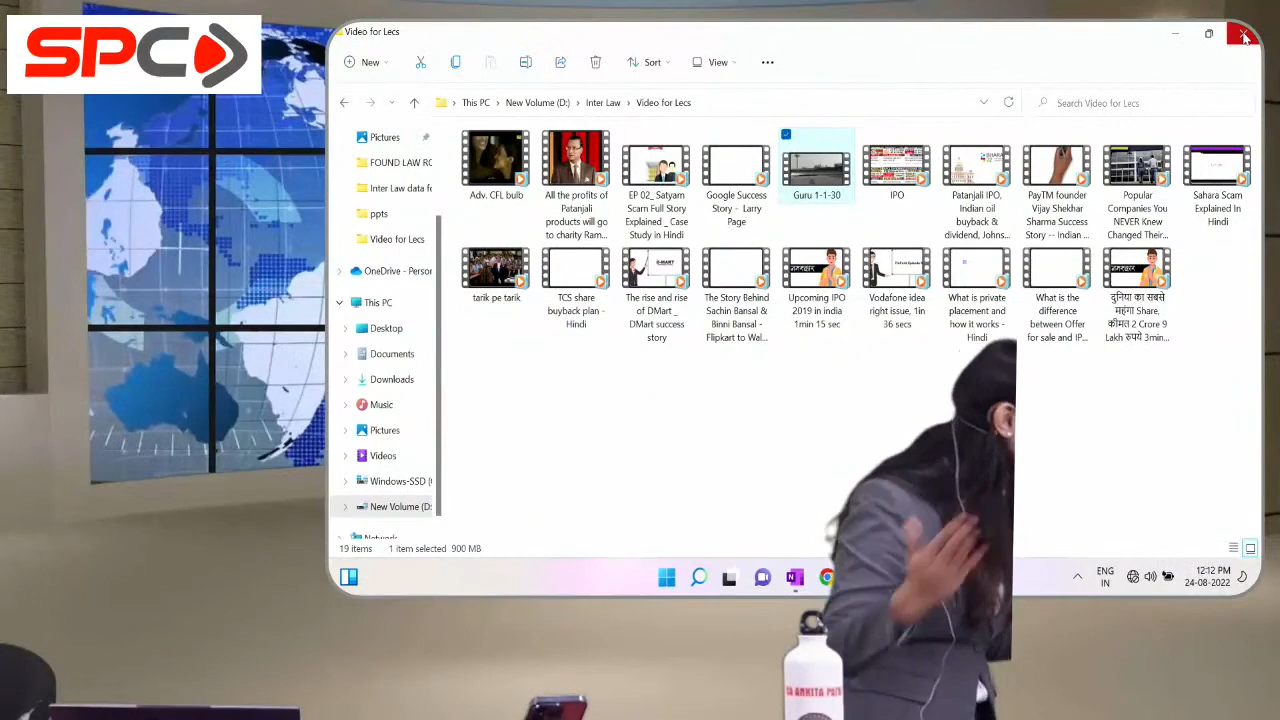 SPC
Video for Lecs
New
Sort
View
This PC > New Volume (D:) > Inter Law > Video for Lecs
Search Video for Lecs
Pictures
FOUND LAW RC
Inter Law data fo
ppts
Video for Lecs
OneDrive - Person
This PC
Desktop
Documents
Downloads
Music
Pictures
Videos
Windows-SSD (
New Volume (D:
Network
Adv. CFL bulb
All the profits of
Patanjali
products will go
to charity Ram...
EP 02_ Satyam
Scam Full Story
Explained _ Case
Study in Hindi
Google Success
Story - Larry
Page
Guru 1-1-30
IPO
Patanjali IPO,
Indian oil
buyback &
dividend, Johns...
PayTM founder
Vijay Shekhar
Sharma Success
Story -- Indian ...
Popular
Companies You
NEVER Knew
Changed Their...
Sahara Scam
Explained In
Hindi
tarik pe tarik
TCS share
buyback plan -
Hindi
The rise and rise
of DMart _
DMart success
story
The Story Behind
Sachin Bansal &
Binni Bansal -
Flipkart to Wal...
Upcoming IPO
2019 in india
1min 15 sec
Vodafone idea
right issue, 1in
36 secs
What is private
placement and
how it works -
Hindi
What is the
difference
between Offer
for sale and IP...
दुनिया का सबसे
महंगा Share,
कीमत 2 Crore 9
Lakh रुपये 3min...
19 items
1 item selected 900 MB
ENG
IN
12:12 PM
24-08-2022
CA ANKITA PATN